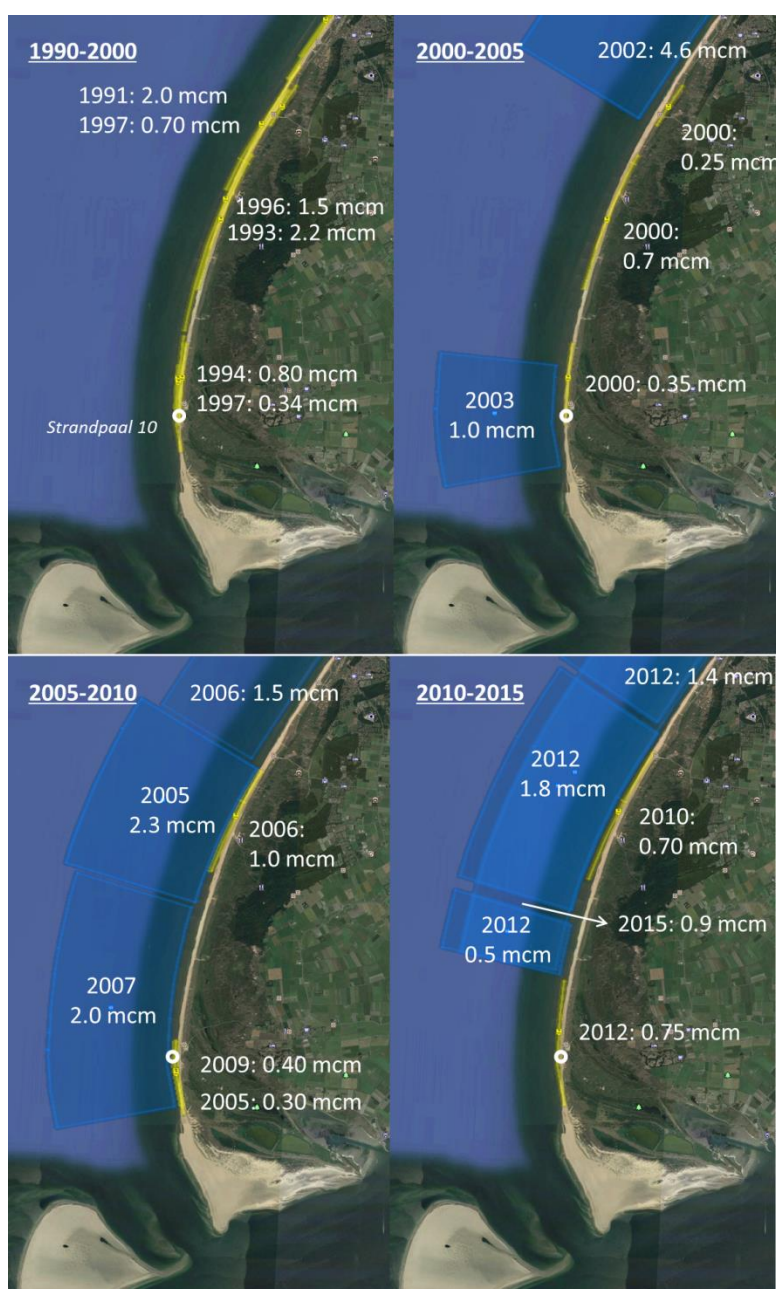 1990-2000
1991: 2.0 mcm
1997: 0.70 mcm
1996: 1.5 mcm
1993: 2.2 mcm
1994: 0.80 mcm
1997: 0.34 mcm
Strandpaal 10
2000-2005
2002: 4.6 mcm
2000:
0.25 mcm
2000:
0.7 mcm
2000: 0.35 mcm
2003
1.0 mcm
2005-2010
2006: 1.5 mcm
2005
2.3 mcm
2006:
1.0 mcm
2007
2.0 mcm
2009: 0.40 mcm
2005: 0.30 mcm
2010-2015
2012: 1.4 mcm
2012
1.8 mcm
2010:
0.70 mcm
2012
0.5 mcm
2015: 0.9 mcm
2012: 0.75 mcm